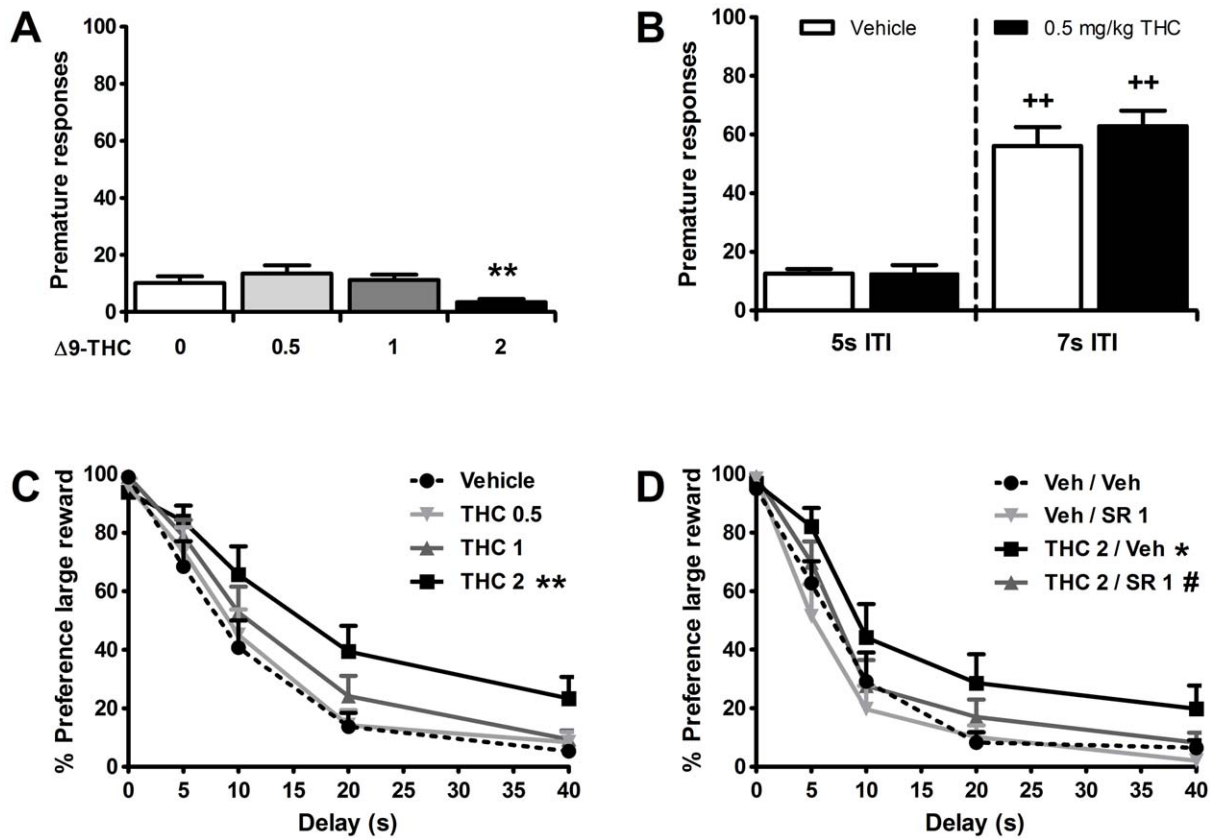 A
Premature responses
100
80
60
40
20
0
**
Δ9-THC 0 0.5 1 2
B
Premature responses
100
80
60
40
20
0
Vehicle 0.5 mg/kg THC
++ ++
5s ITI 7s ITI
C
% Preference large reward
100
80
60
40
20
0
Vehicle
THC 0.5
THC 1
THC 2 **
0 5 10 15 20 25 30 35 40
Delay (s)
D
% Preference large reward
100
80
60
40
20
0
Veh / Veh
Veh / SR 1
THC 2 / Veh *
THC 2 / SR 1 #
0 5 10 15 20 25 30 35 40
Delay (s)